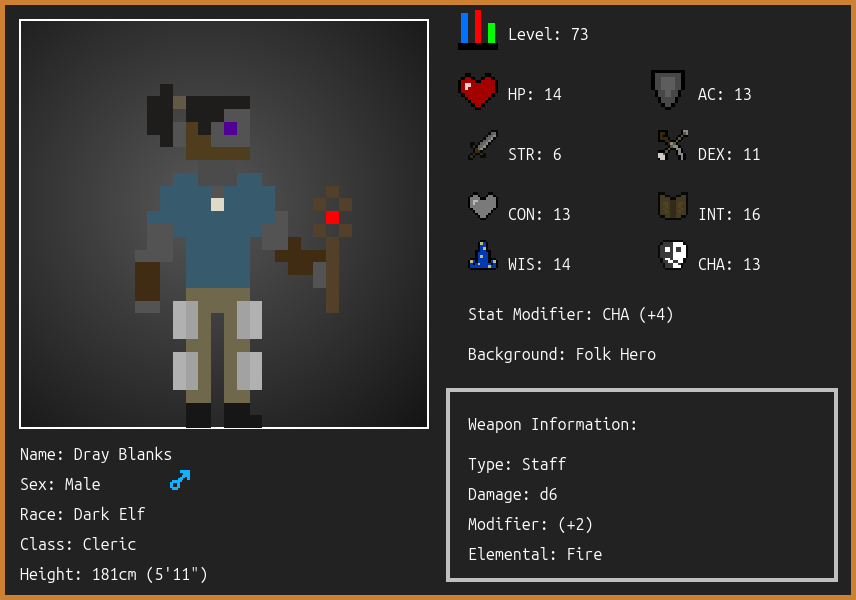 Level: 73
HP: 14
AC: 13
STR: 6
DEX: 11
CON: 13
INT: 16
WIS: 14
CHA: 13
Stat Modifier: CHA (+4)
Background: Folk Hero
Weapon Information:
Type: Staff
Damage: d6
Modifier: (+2)
Elemental: Fire
Name: Dray Blanks
Sex: Male
Race: Dark Elf
Class: Cleric
Height: 181cm (5'11")